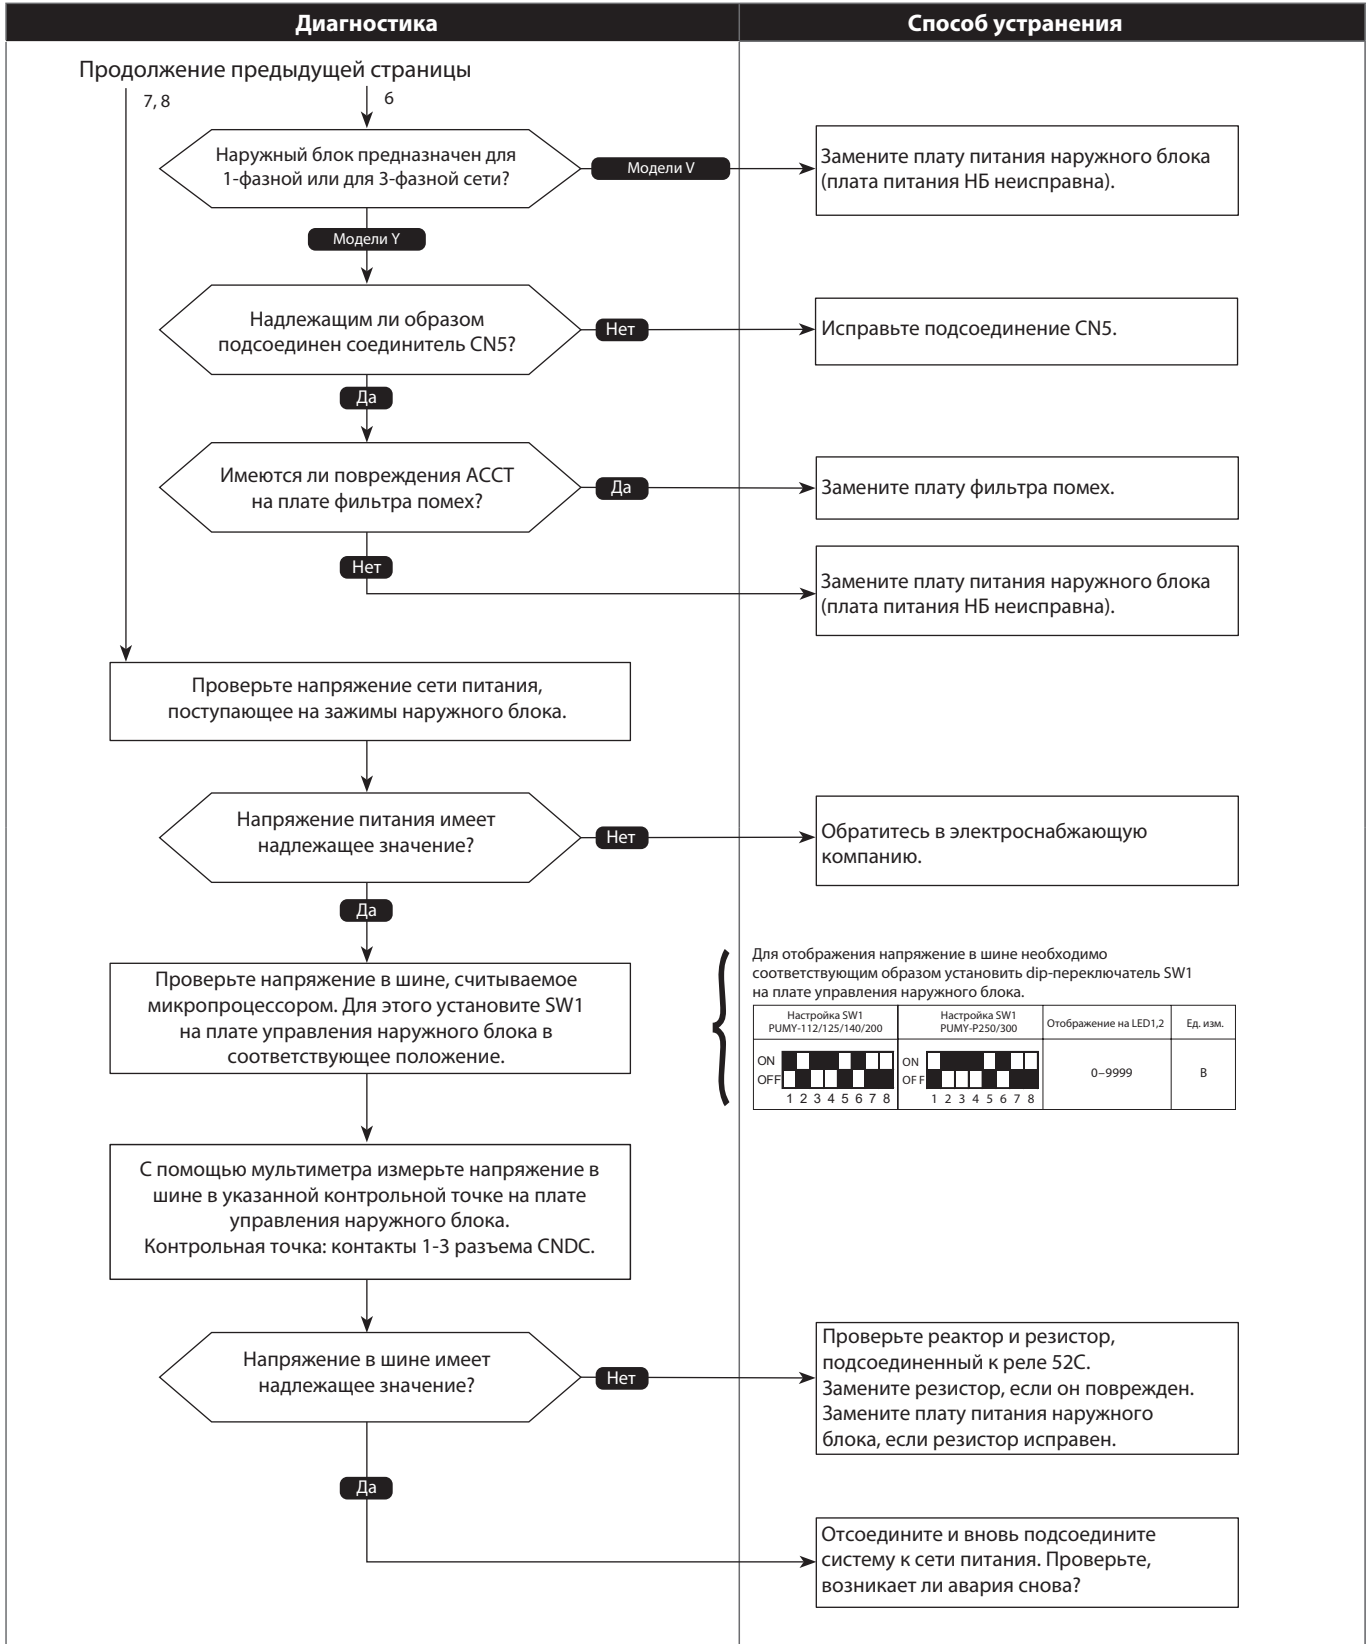 Диагностика
Способ устранения
Продолжение предыдущей страницы
7, 8
6
Наружный блок предназначен для
1-фазной или для 3-фазной сети?
Модели V
Замените плату питания наружного блока
(плата питания НБ неисправна).
Модели Y
Надлежащим ли образом
подсоединен соединитель CN5?
Нет
Исправьте подсоединение CN5.
Да
Имеются ли повреждения ACCT
на плате фильтра помех?
Да
Замените плату фильтра помех.
Нет
Замените плату питания наружного блока
(плата питания НБ неисправна).
Проверьте напряжение сети питания,
поступающее на зажимы наружного блока.
Напряжение питания имеет
надлежащее значение?
Нет
Обратитесь в электроснабжающую
компанию.
Да
Проверьте напряжение в шине, считываемое
микропроцессором. Для этого установите SW1
на плате управления наружного блока в
соответствующее положение.
Для отображения напряжение в шине необходимо
соответствующим образом установить dip-переключатель SW1
на плате управления наружного блока.
Настройка SW1
PUMY-112/125/140/200
Настройка SW1
PUMY-P250/300
Отображение на LED1,2
Ед. изм.
ON
OFF
1 2 3 4 5 6 7 8
ON
OFF
1 2 3 4 5 6 7 8
0–9999
В
С помощью мультиметра измерьте напряжение в
шине в указанной контрольной точке на плате
управления наружного блока.
Контрольная точка: контакты 1-3 разъема CNDC.
Напряжение в шине имеет
надлежащее значение?
Нет
Проверьте реактор и резистор,
подсоединенный к реле 52С.
Замените резистор, если он поврежден.
Замените плату питания наружного
блока, если резистор исправен.
Да
Отсоедините и вновь подсоедините
систему к сети питания. Проверьте,
возникает ли авария снова?